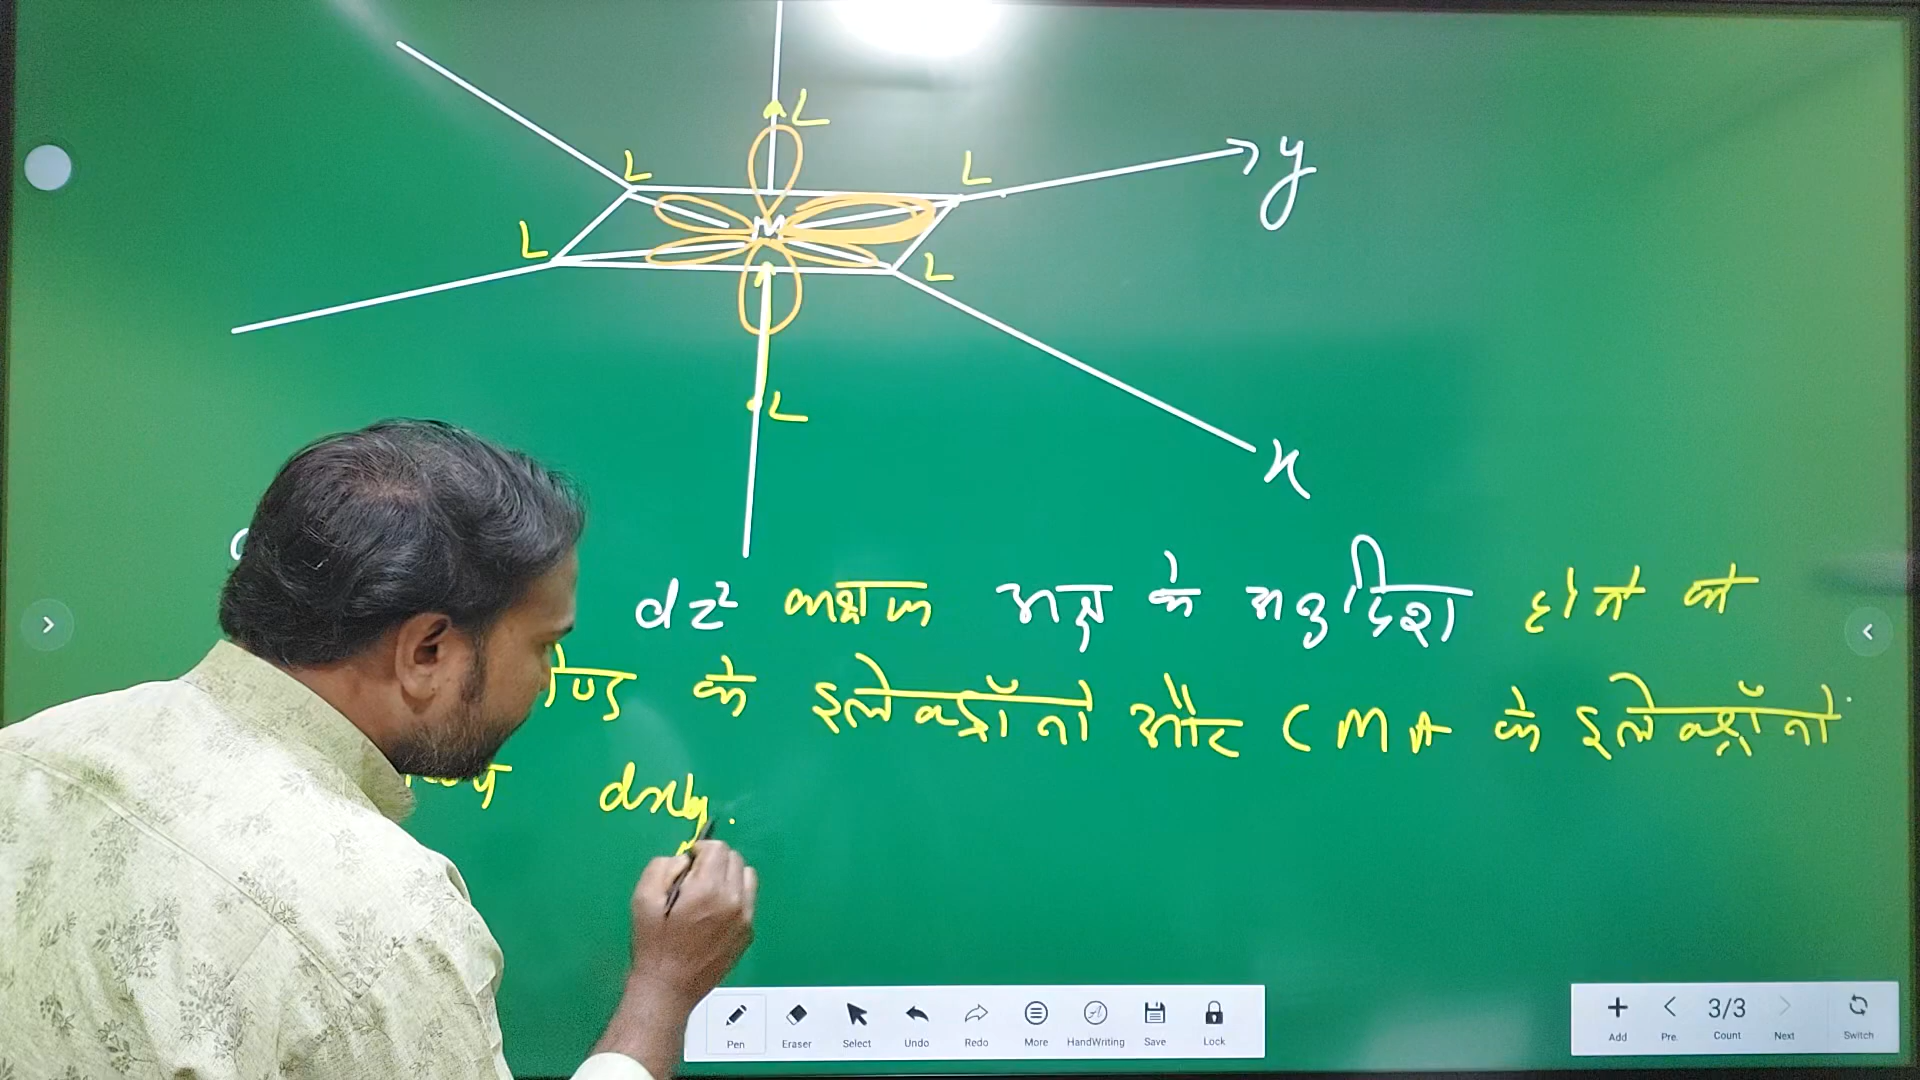 L
L
L
y
M
L
L
L
x
dz² कक्षक अक्ष के अनुदिश होने के
के इलेक्ट्रॉनों और CMA के इलेक्ट्रॉनों
dxy
Pen Eraser Select Undo Redo More HandWriting Save Lock
3/3
Add Pre. Count Next Switch